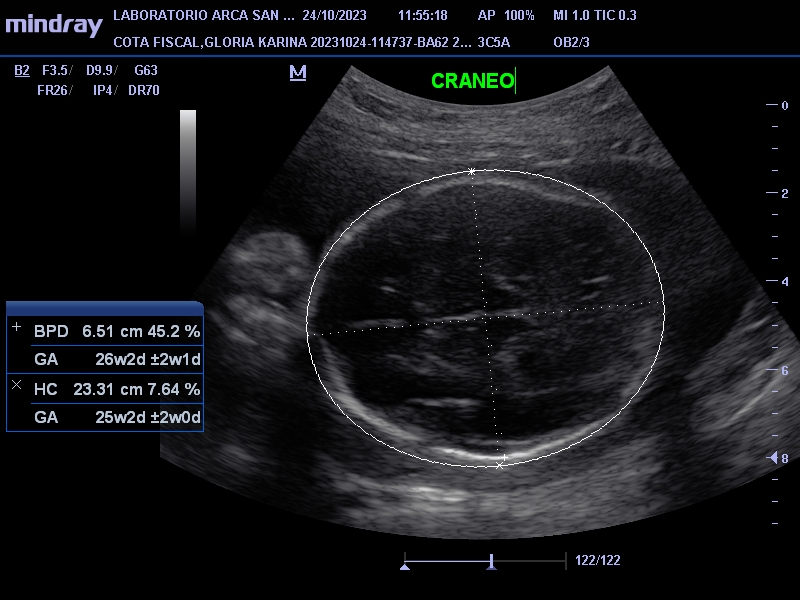 mindray
LABORATORIO ARCA SAN ... 24/10/2023 11:55:18 AP 100% MI 1.0 TIC 0.3
COTA FISCAL,GLORIA KARINA 20231024-114737-BA62 2... 3C5A OB2/3
B2 F3.5/ D9.9/ G63
FR26/ IP4/ DR70
M
CRANEO
0
2
4
6
8
+ BPD 6.51 cm 45.2 %
GA 26w2d ±2w1d
× HC 23.31 cm 7.64 %
GA 25w2d ±2w0d
122/122